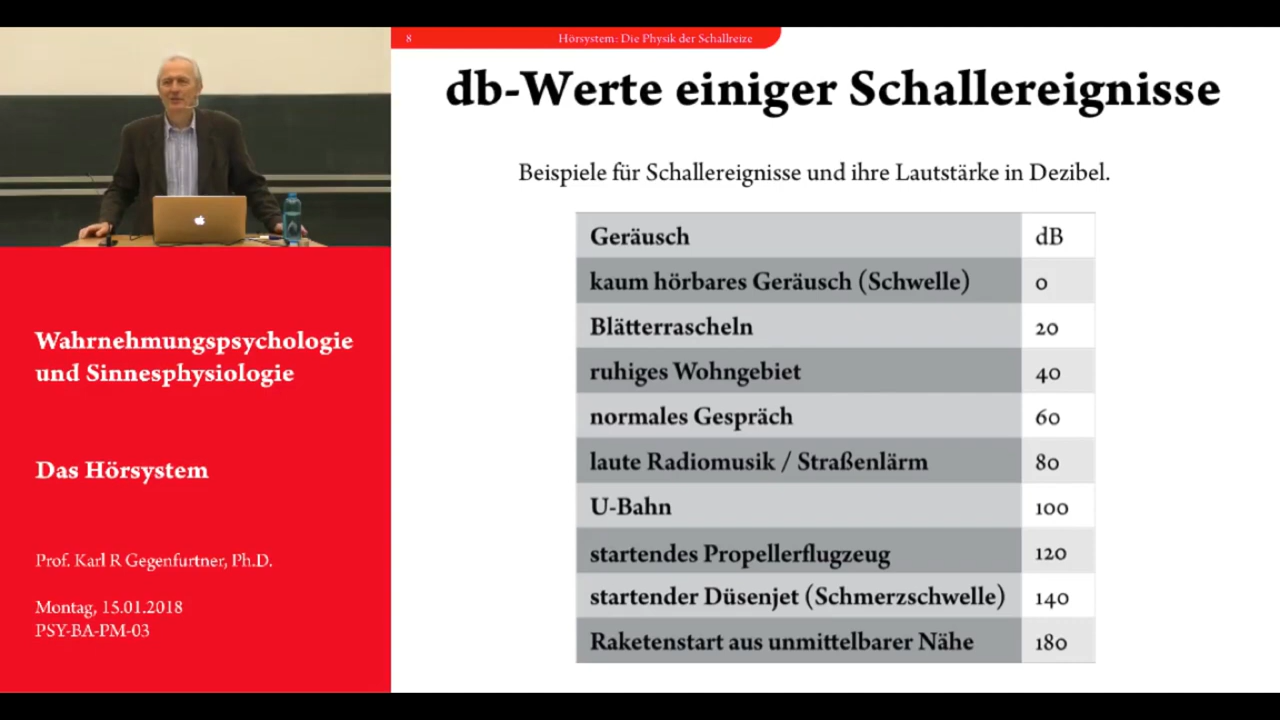 8 Hörsystem: Die Physik der Schallreize
db-Werte einiger Schallereignisse
Beispiele für Schallereignisse und ihre Lautstärke in Dezibel.
Geräusch dB
kaum hörbares Geräusch (Schwelle) 0
Blätterrascheln 20
ruhiges Wohngebiet 40
normales Gespräch 60
laute Radiomusik / Straßenlärm 80
U-Bahn 100
startendes Propellerflugzeug 120
startender Düsenjet (Schmerzschwelle) 140
Raketenstart aus unmittelbarer Nähe 180
Wahrnehmungspsychologie
und Sinnesphysiologie
Das Hörsystem
Prof. Karl R Gegenfurtner, Ph.D.
Montag, 15.01.2018
PSY-BA-PM-03